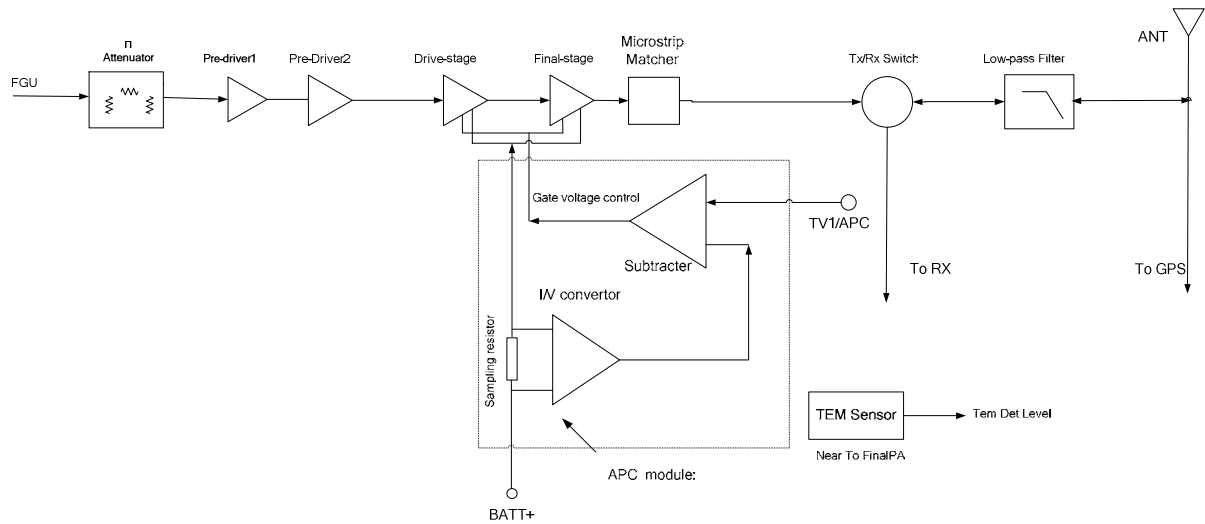 ANT
Π
Attenuator
Pre-driver1
Pre-Driver2
Drive-stage
Final-stage
Microstrip
Matcher
Tx/Rx Switch
Low-pass Filter
FGU
Gate voltage control
TV1/APC
Subtracter
To RX
To GPS
I/V convertor
Sampling resistor
TEM Sensor
Tem Det Level
Near To FinalPA
APC module:
BATT+